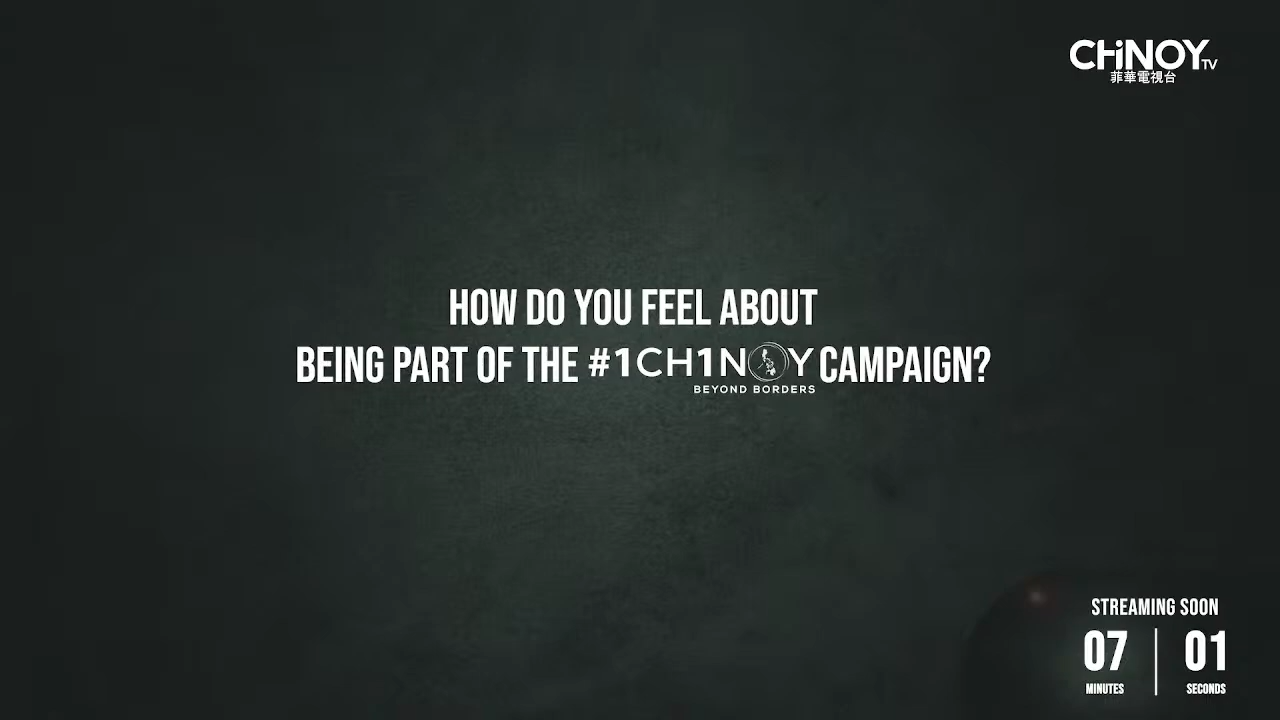 CHiNOY TV
菲華電視台
HOW DO YOU FEEL ABOUT
BEING PART OF THE #1CH1NOY CAMPAIGN?
BEYOND BORDERS
STREAMING SOON
07 01
MINUTES SECONDS